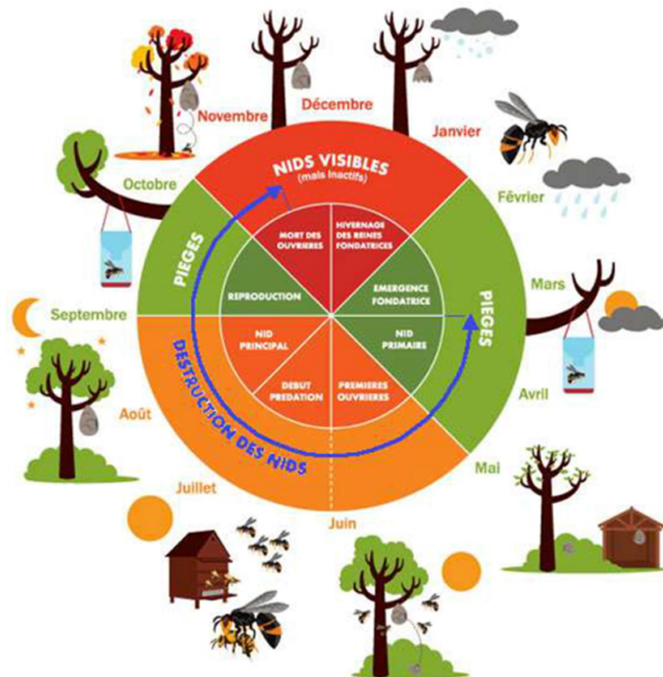 Décembre
Novembre
Janvier
NIDS VISIBLES
(mais inactifs)
Octobre
Février
PIEGES
MORT DES
OUVRIERES
HIVERNAGE
DES REINES
FONDATRICES
Mars
REPRODUCTION
EMERGENCE
FONDATRICE
PIEGES
Septembre
NID
PRINCIPAL
NID
PRIMAIRE
DEBUT
PREDATION
PREMIERES
OUVRIERES
Avril
Août
DESTRUCTION DES NIDS
Mai
Juillet
Juin